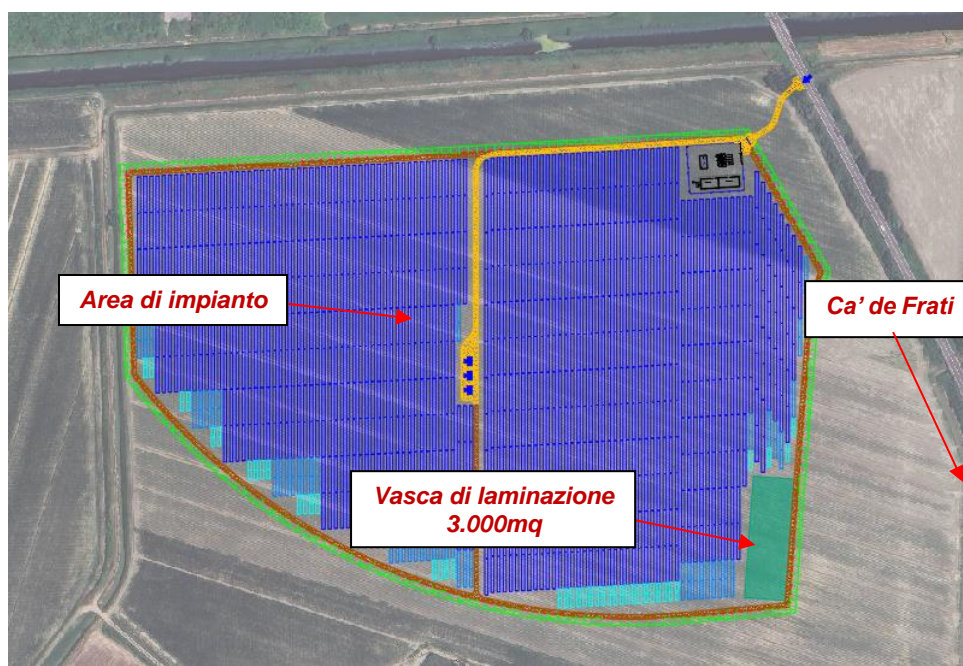 Area di impianto
Ca' de Frati
Vasca di laminazione
3.000mq